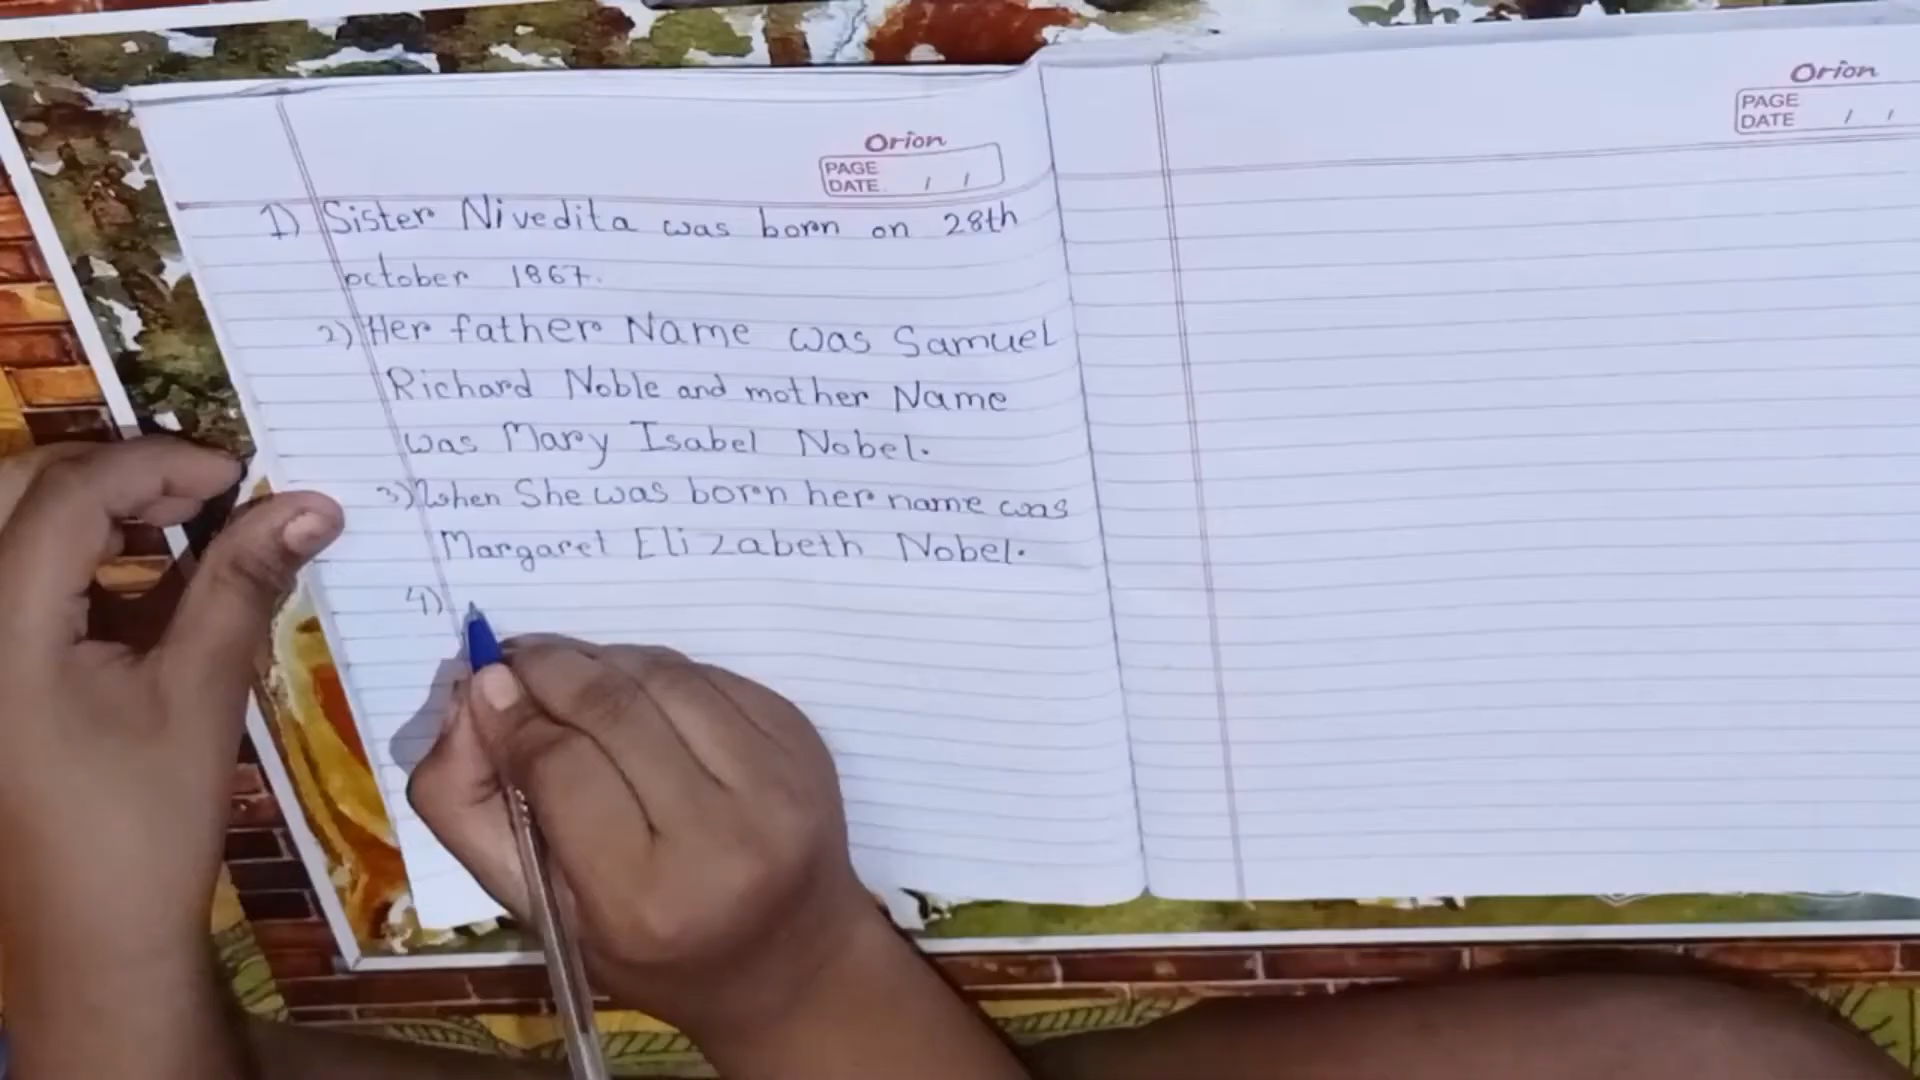 Orion
PAGE
DATE / /
1) Sister Nivedita was born on 28th
october 1867.
2) Her father Name was Samuel
Richard Noble and mother Name
was Mary Isabel Nobel.
3) When She was born her name was
Margaret Elizabeth Nobel.
4)
Orion
PAGE
DATE / /